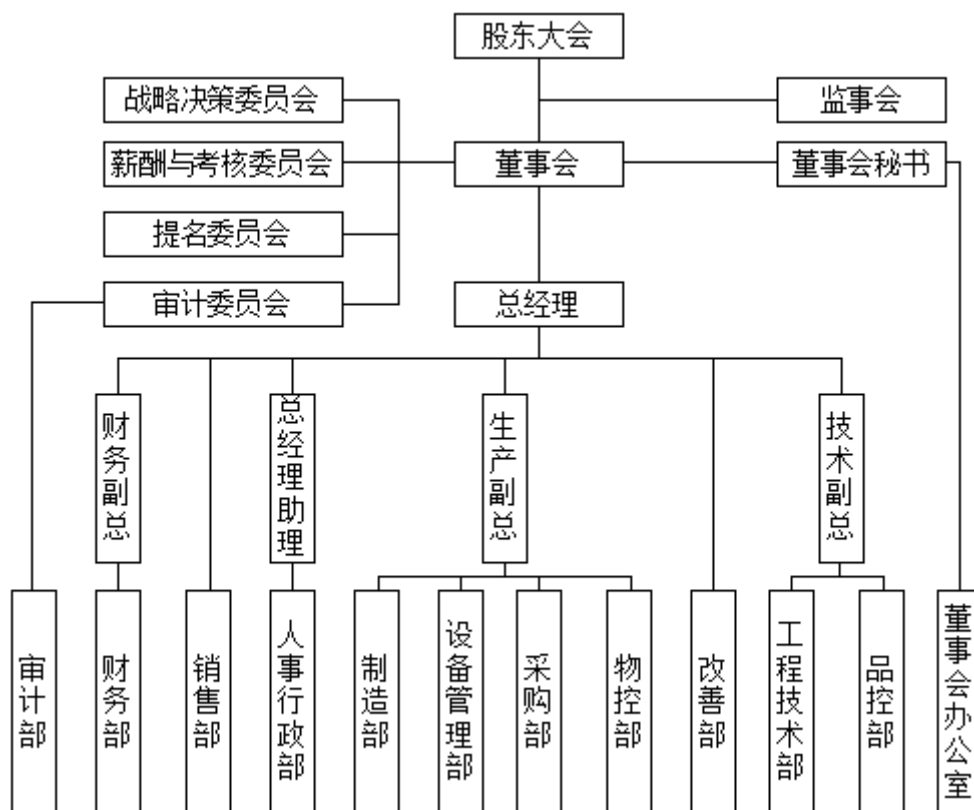 股东大会
战略决策委员会
监事会
薪酬与考核委员会
董事会
董事会秘书
提名委员会
审计委员会
总经理
财务副总
总经理助理
生产副总
技术副总
审计部
财务部
销售部
人事行政部
制造部
设备管理部
采购部
物控部
改善部
工程技术部
品控部
董事会办公室